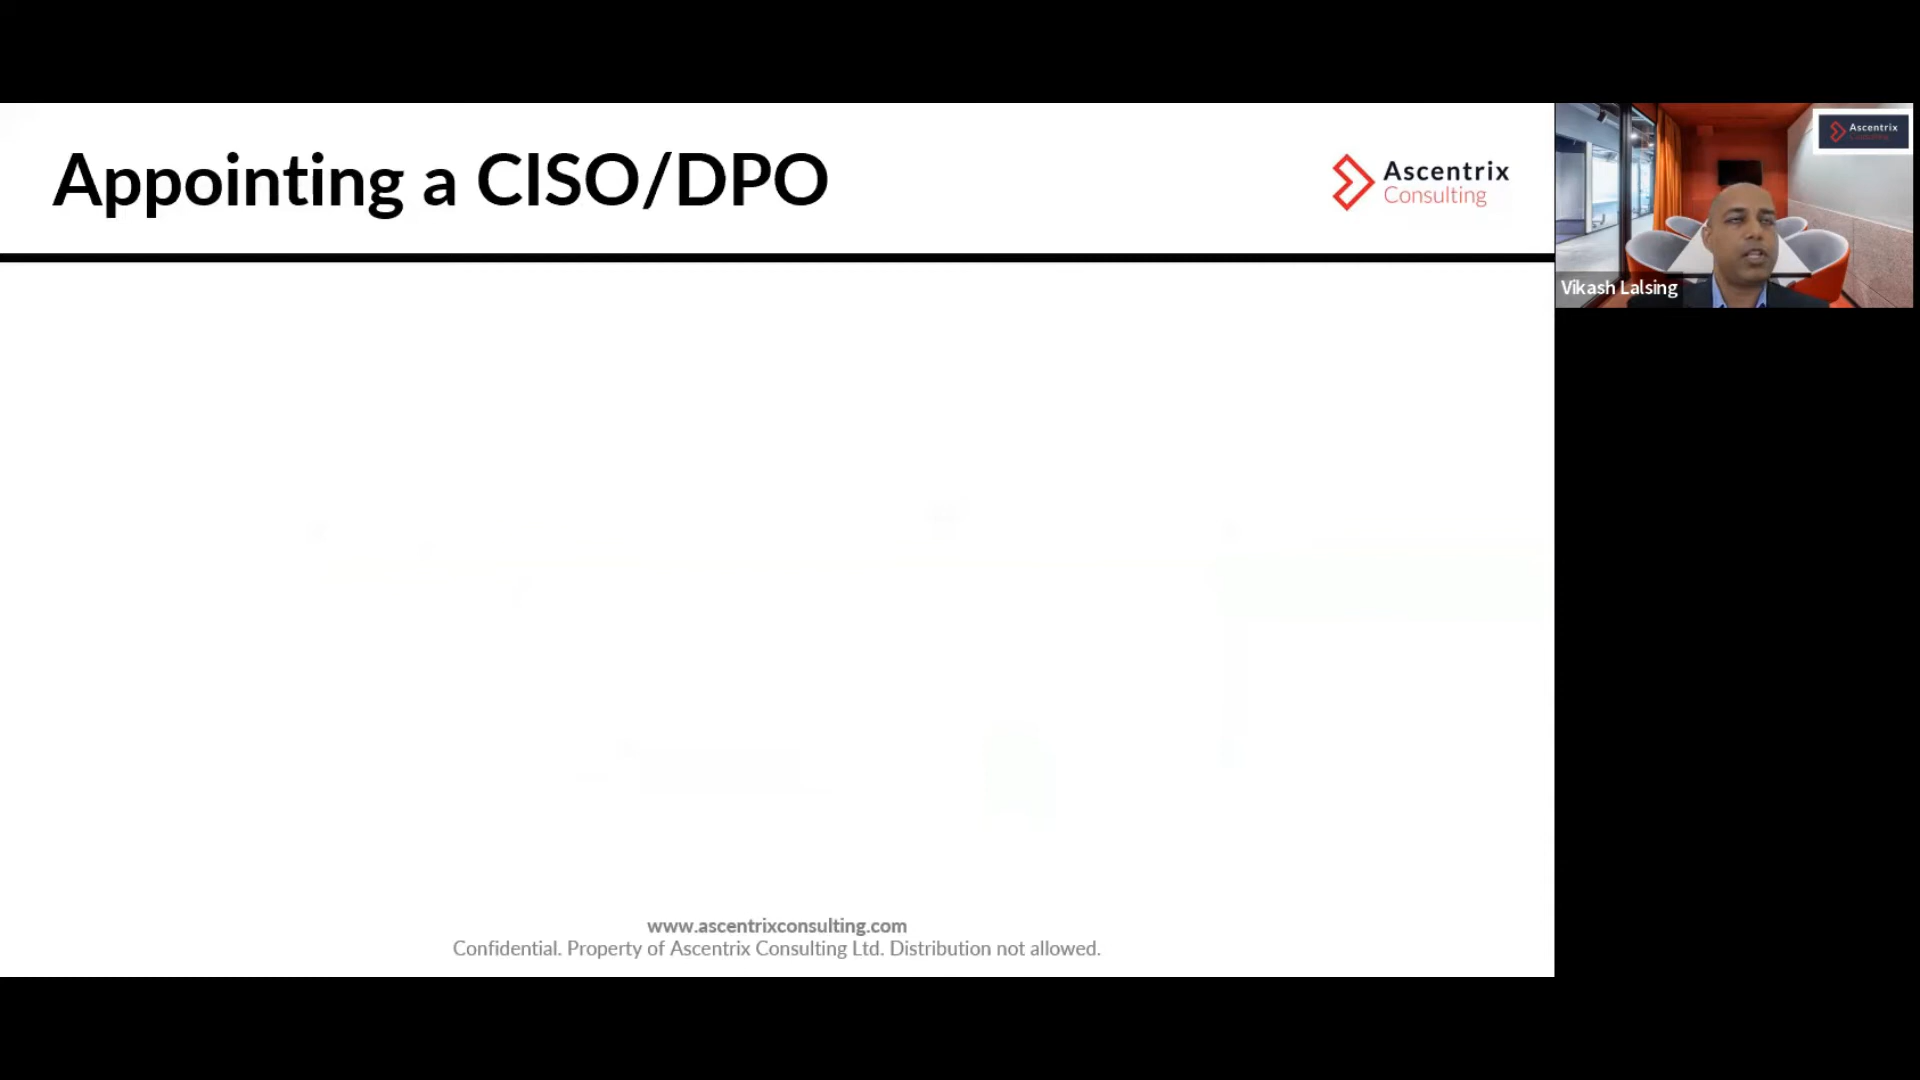 Appointing a CISO/DPO
Ascentrix
Consulting
Ascentrix
Vikash Lalsing
www.ascentrixconsulting.com
Confidential. Property of Ascentrix Consulting Ltd. Distribution not allowed.